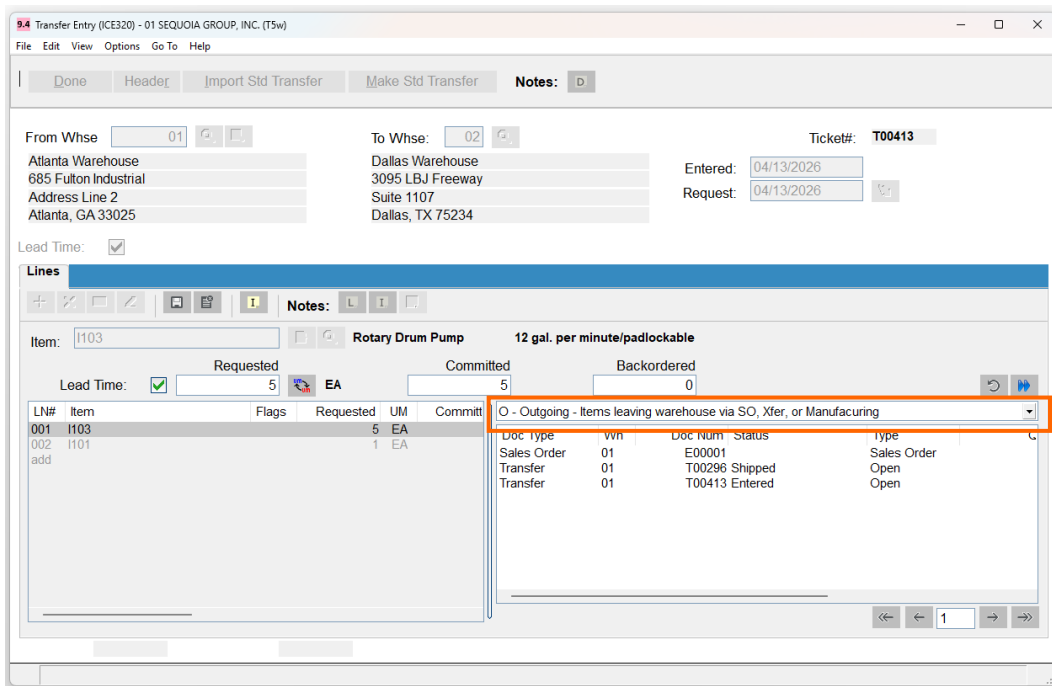 9.4 Transfer Entry (ICE320) - 01 SEQUOIA GROUP, INC. (T5w)
File Edit View Options Go To Help
Done Header Import Std Transfer Make Std Transfer Notes: D
From Whse 01 To Whse: 02 Ticket#: T00413
Atlanta Warehouse Dallas Warehouse Entered: 04/13/2026
685 Fulton Industrial 3095 LBJ Freeway
Address Line 2 Suite 1107 Request: 04/13/2026
Atlanta, GA 33025 Dallas, TX 75234
Lead Time:
Lines
I Notes: L I
Item: I103 Rotary Drum Pump 12 gal. per minute/padlockable
Requested Committed Backordered
Lead Time: 5 EA 5 0
LN# Item Flags Requested UM Committ O - Outgoing - Items leaving warehouse via SO, Xfer, or Manufacuring
001 I103 5 EA Doc Type Wh Doc Num Status Type
002 I101 1 EA Sales Order 01 E00001 Sales Order
add Transfer 01 T00296 Shipped Open
Transfer 01 T00413 Entered Open
1